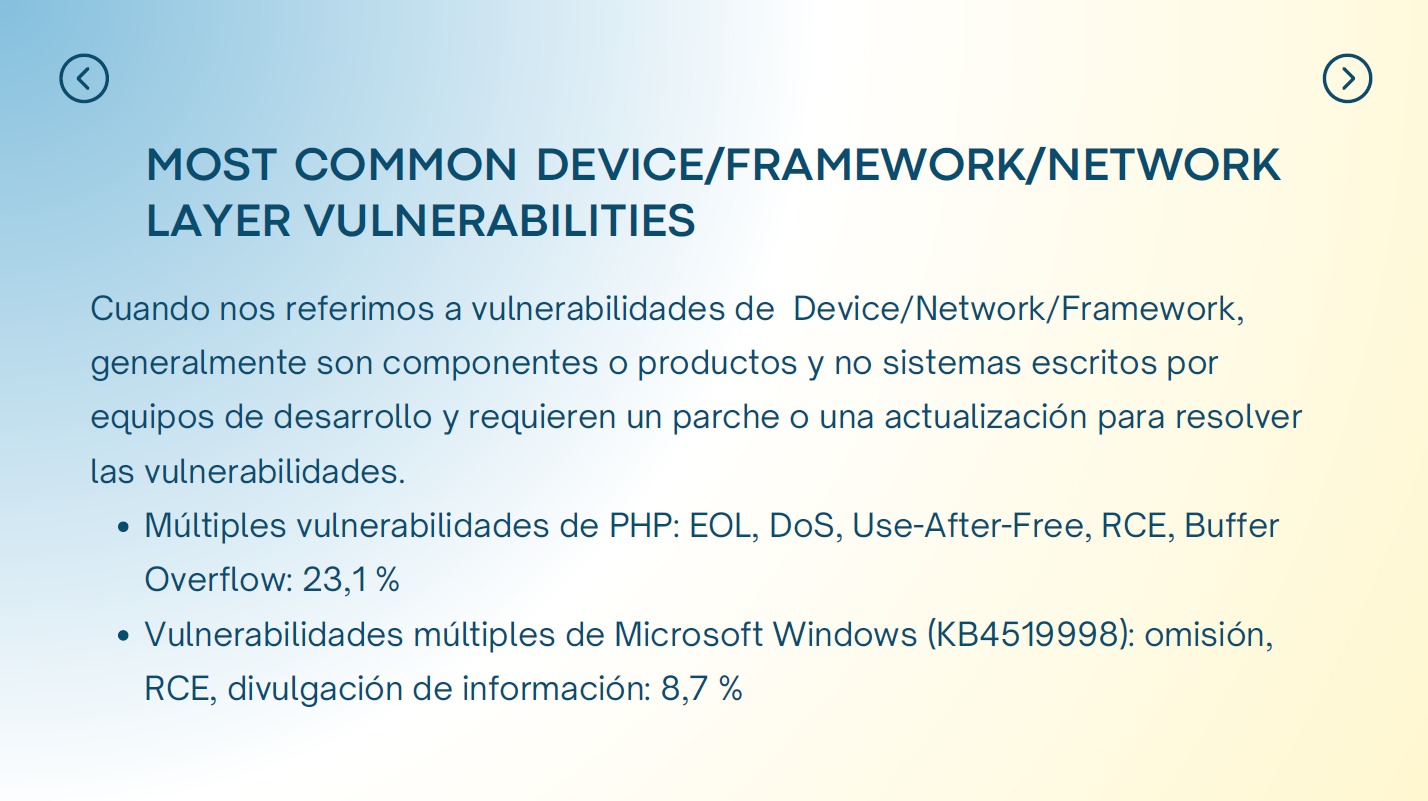 MOST COMMON DEVICE/FRAMEWORK/NETWORK
LAYER VULNERABILITIES
Cuando nos referimos a vulnerabilidades de  Device/Network/Framework,
generalmente son componentes o productos y no sistemas escritos por
equipos de desarrollo y requieren un parche o una actualización para resolver
las vulnerabilidades.
• Múltiples vulnerabilidades de PHP: EOL, DoS, Use-After-Free, RCE, Buffer
Overflow: 23,1 %
• Vulnerabilidades múltiples de Microsoft Windows (KB4519998): omisión,
RCE, divulgación de información: 8,7 %